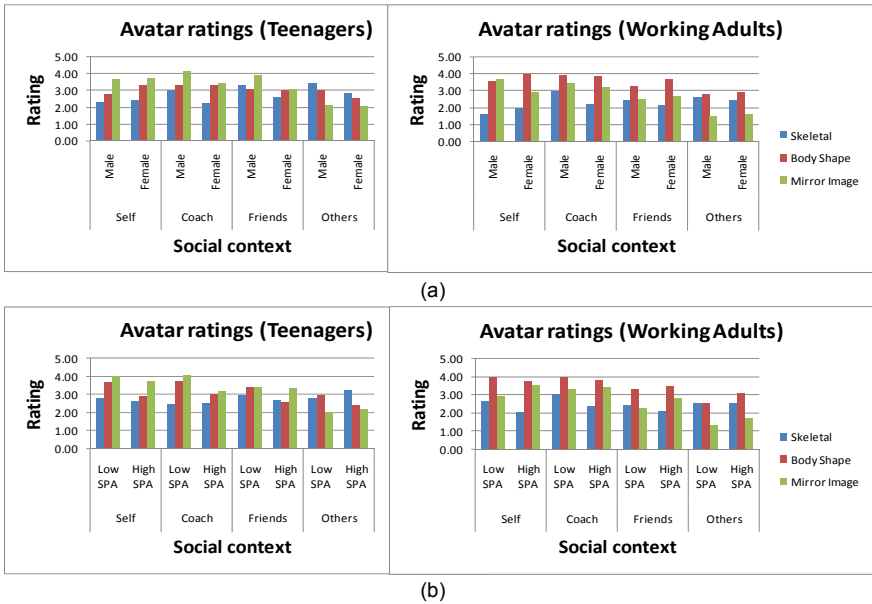 Avatar ratings (Teenagers)
5.00
4.00
3.00
2.00
1.00
0.00
Rating
Male
Female
Male
Female
Male
Female
Male
Female
Self
Coach
Friends
Others
Social context
Avatar ratings (Working Adults)
5.00
4.00
3.00
2.00
1.00
0.00
Rating
Male
Female
Male
Female
Male
Female
Male
Female
Self
Coach
Friends
Others
Social context
Skeletal
Body Shape
Mirror Image
(a)
Avatar ratings (Teenagers)
5.00
4.00
3.00
2.00
1.00
0.00
Rating
Low High Low High Low High Low High
SPA SPA SPA SPA SPA SPA SPA SPA
Self
Coach
Friends
Others
Social context
Avatar ratings (Working Adults)
5.00
4.00
3.00
2.00
1.00
0.00
Rating
Low High Low High Low High Low High
SPA SPA SPA SPA SPA SPA SPA SPA
Self
Coach
Friends
Others
Social context
Skeletal
Body Shape
Mirror Image
(b)